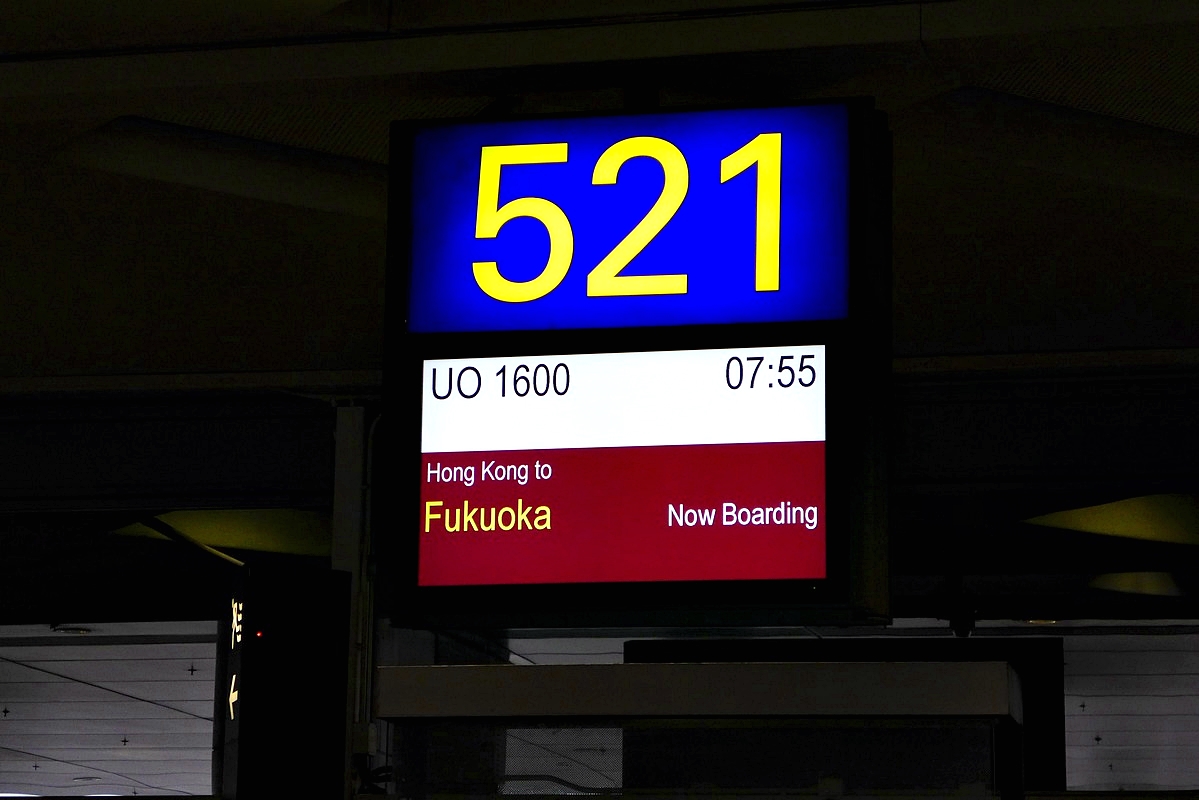 521
UO 1600 07:55
Hong Kong to
Fukuoka Now Boarding